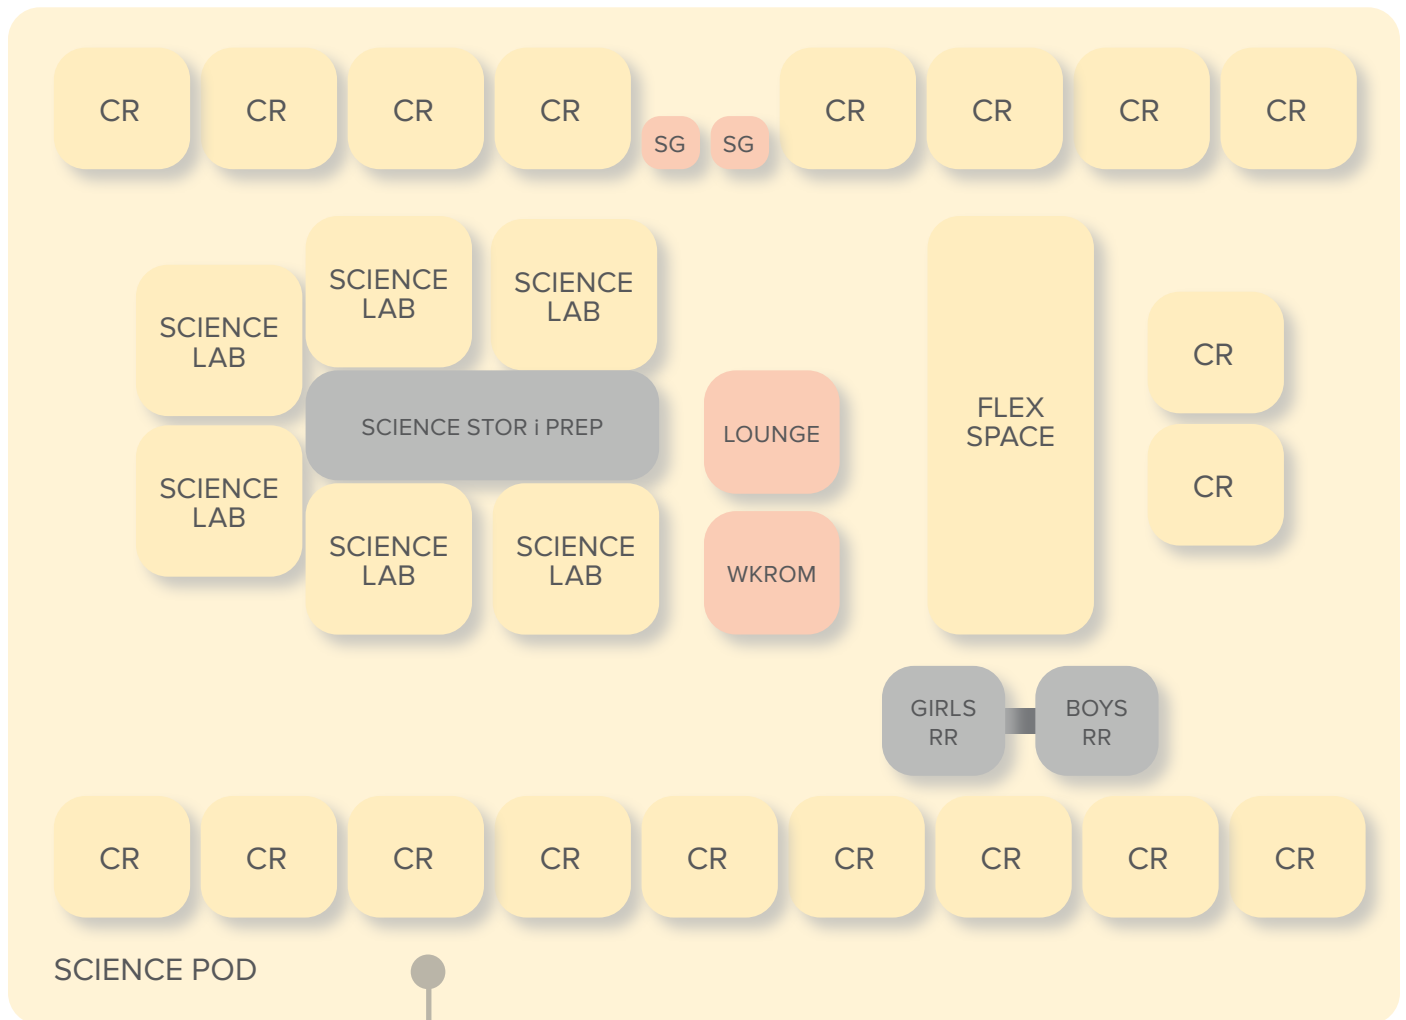 CR CR CR CR SG SG CR CR CR CR
SCIENCE
LAB
SCIENCE
LAB
SCIENCE
LAB
SCIENCE STOR i PREP
SCIENCE
LAB
SCIENCE
LAB
SCIENCE
LAB
LOUNGE
WKROM
FLEX
SPACE
CR
CR
GIRLS
RR
BOYS
RR
CR CR CR CR CR CR CR CR CR
SCIENCE POD